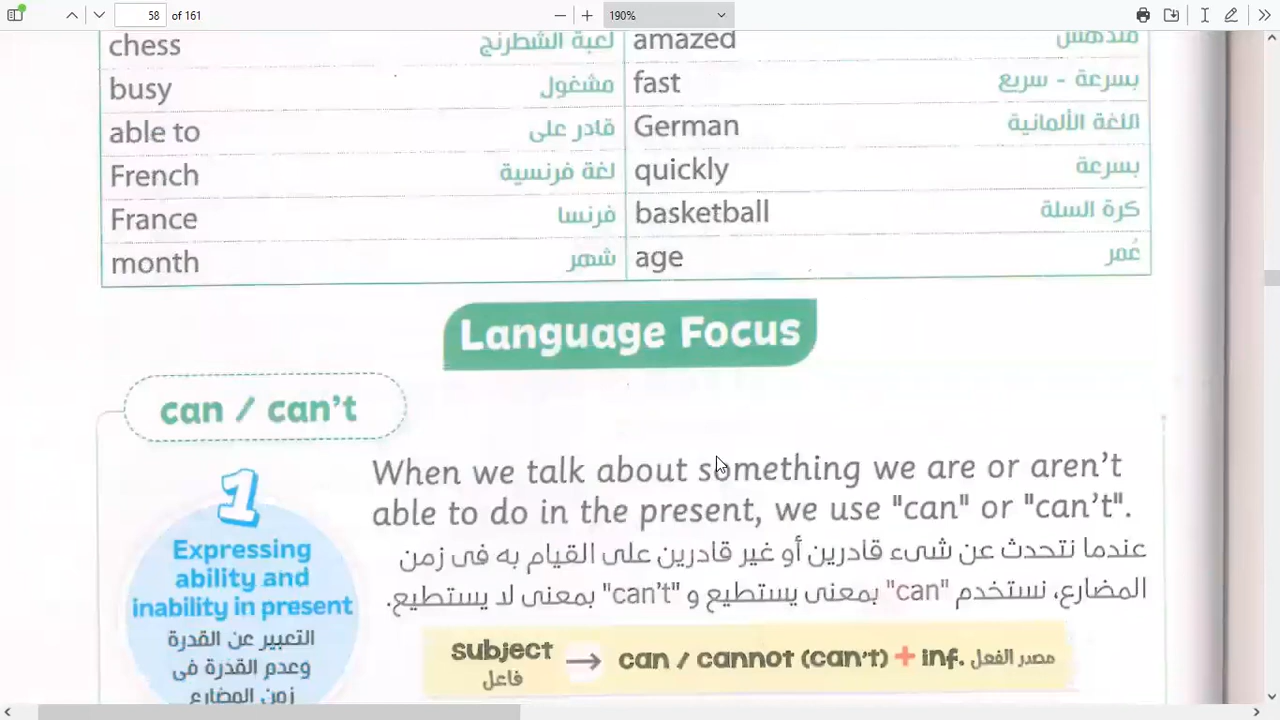 58 of 161
190%
chess لعبة الشطرنج amazed مندهش
busy مشغول fast بسرعة - سريع
able to قادر على German اللغة الألمانية
French لغة فرنسية quickly بسرعة
France فرنسا basketball كرة السلة
month شهر age عُمر
Language Focus
can / can't
1
Expressing
ability and
inability in present
التعبير عن القدرة
وعدم القدرة فى
زمن المضارع
When we talk about something we are or aren't
able to do in the present, we use "can" or "can't".
عندما نتحدث عن شىء قادرين أو غير قادرين على القيام به فى زمن
المضارع، نستخدم "can" بمعنى يستطيع و "can't" بمعنى لا يستطيع.
subject → can / cannot (can't) + inf. مصدر الفعل
فاعل